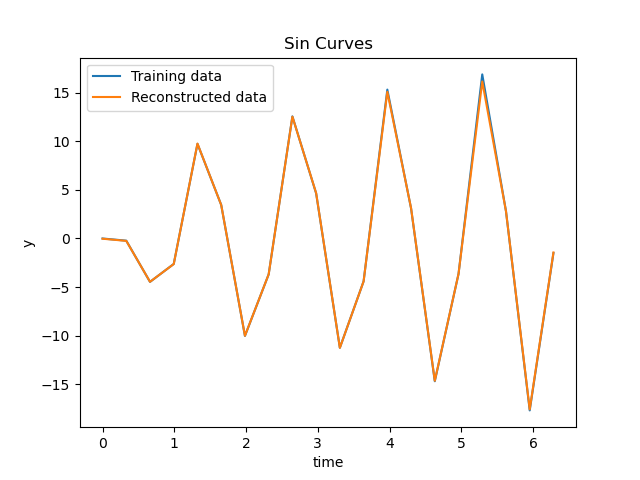 Sin Curves
Training data
Reconstructed data
15
10
5
0
−5
−10
−15
y
0 1 2 3 4 5 6
time